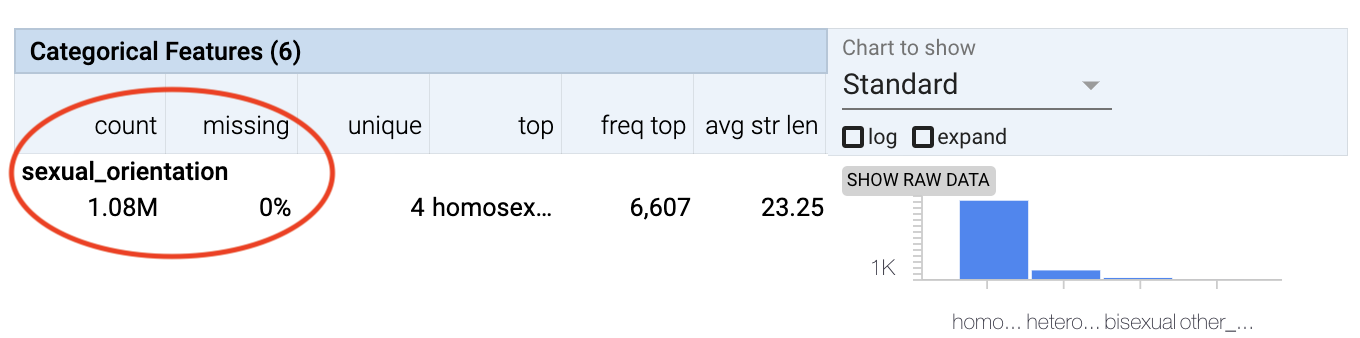 Categorical Features (6)
Chart to show
Standard
count missing unique top freq top avg str len
log expand
sexual_orientation
SHOW RAW DATA
1.08M 0% 4 homosex... 6,607 23.25
1K
homo... hetero... bisexual other_...